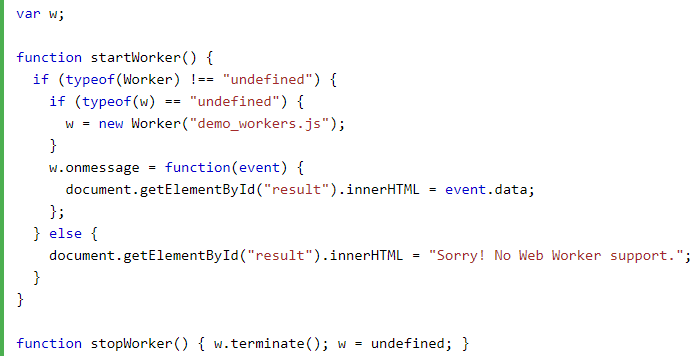 var w;

function startWorker() {
  if (typeof(Worker) !== "undefined") {
    if (typeof(w) == "undefined") {
      w = new Worker("demo_workers.js");
    }
    w.onmessage = function(event) {
      document.getElementById("result").innerHTML = event.data;
    };
  } else {
    document.getElementById("result").innerHTML = "Sorry! No Web Worker support.";
  }
}

function stopWorker() { w.terminate(); w = undefined; }